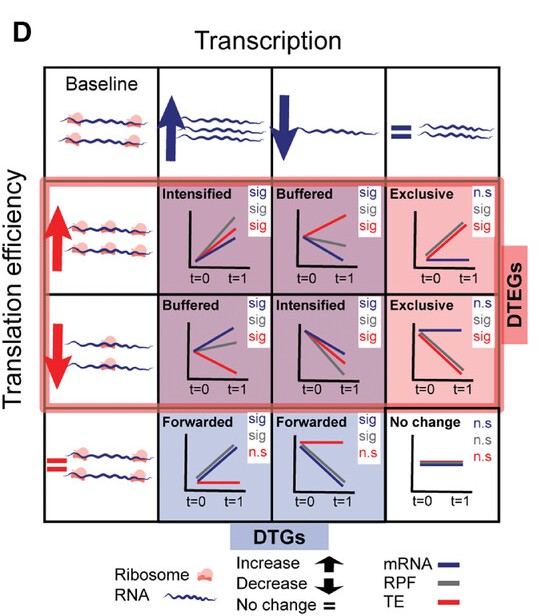 D
Transcription
Baseline
=
Translation efficiency
Intensified
sig
sig
sig
t=0 t=1
Buffered
sig
sig
sig
t=0 t=1
Exclusive
n.s
sig
sig
t=0 t=1
DTEGs
Buffered
sig
sig
sig
t=0 t=1
Intensified
sig
sig
sig
t=0 t=1
Exclusive
n.s
sig
sig
t=0 t=1
=
Forwarded
sig
sig
n.s
t=0 t=1
Forwarded
sig
sig
n.s
t=0 t=1
No change
n.s
n.s
n.s
t=0 t=1
DTGs
Ribosome
RNA
Increase
Decrease
No change =
mRNA
RPF
TE